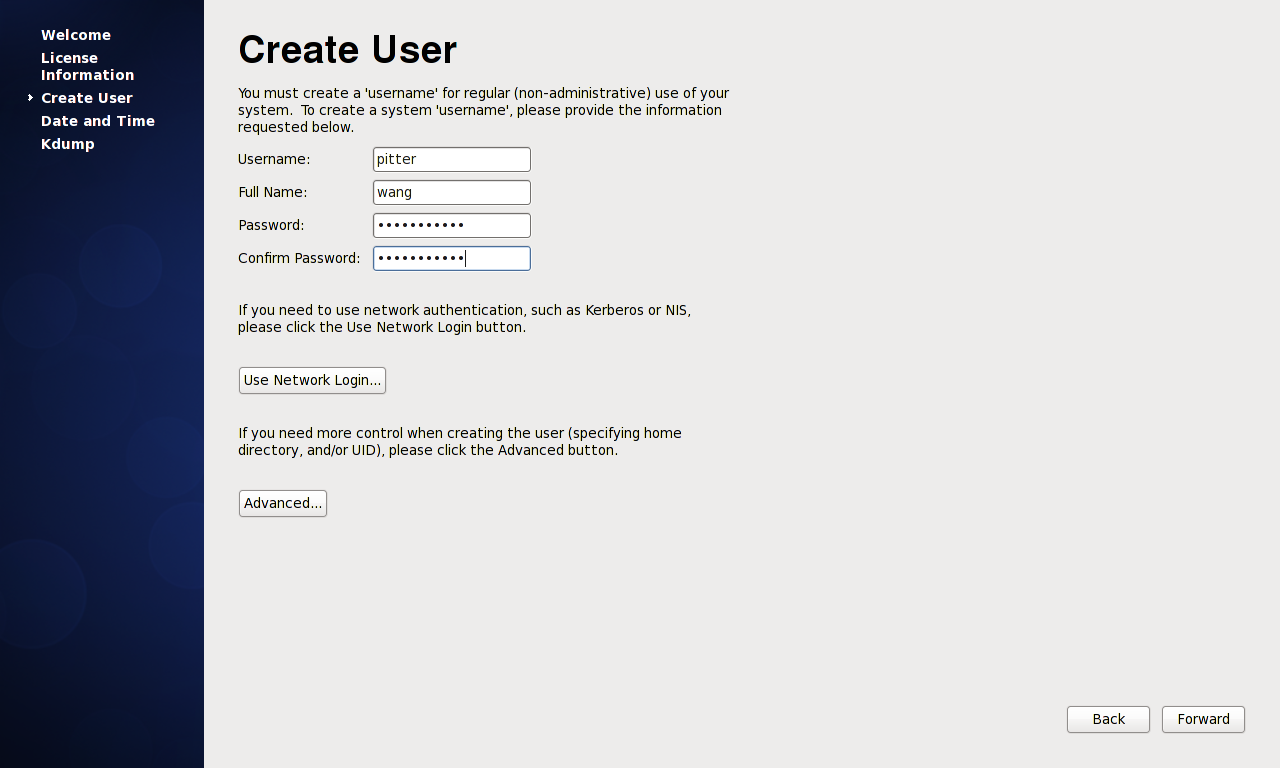 Welcome
License
Information
Create User
Date and Time
Kdump
Create User
You must create a 'username' for regular (non-administrative) use of your
system.  To create a system 'username', please provide the information
requested below.
Username: pitter
Full Name: wang
Password: •••••••••••
Confirm Password: •••••••••••
If you need to use network authentication, such as Kerberos or NIS,
please click the Use Network Login button.
Use Network Login...
If you need more control when creating the user (specifying home
directory, and/or UID), please click the Advanced button.
Advanced...
Back Forward